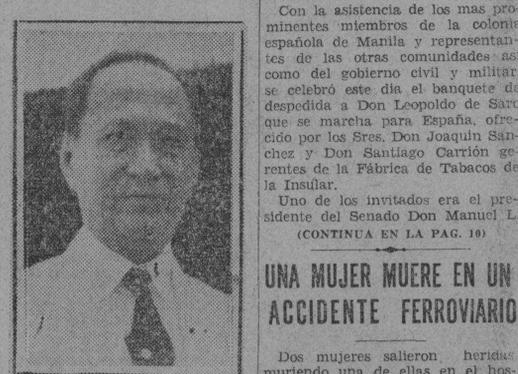 Con la asistencia de los mas pro-
minentes miembros de la colonia
española de Manila y representan-
tes de las otras comunidades así
como del gobierno civil y militar
se celebró este día el banquete de
despedida a Don Leopoldo de
que se marcha para España, ofre-
cido por los Sres. Don Joaquin San-
chez y Don Santiago Carrión ge-
rentes de la Fábrica de Tabacos de
la Insular.
Uno de los invitados era el pre-
sidente del Senado Don Manuel L.
(CONTINUA EN LA PAG. 10)
UNA MUJER MUERE EN UN
ACCIDENTE FERROVIARIO
Dos mujeres salieron heridas
muriendo una de ellas en el hos-